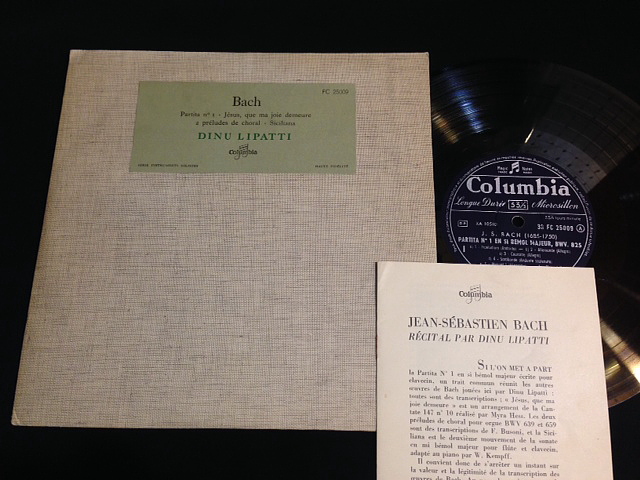 FC 25009
Bach
Partita nº 1 - Jésus, que ma joie demeure
2 préludes de choral - Siciliana
DINU LIPATTI
Columbia
Columbia
Longue Durée 33⅓ Microsillon
33 FC 25009 A
J. S. BACH (1685-1750)
PARTITA Nº 1 EN SI BÉMOL MAJEUR, BWV. 825
Columbia
JEAN-SÉBASTIEN BACH
RÉCITAL PAR DINU LIPATTI
SI L'ON MET A PART
la Partita Nº 1 en si bémol majeur écrite pour
clavecin, un trait commun réunit les autres
œuvres de Bach jouées ici par Dinu Lipatti :
toutes sont des transcriptions ; « Jésus, que ma
joie demeure » est un arrangement de la Can-
tate 147 nº 10 réalisé par Myra Hess. Les deux
préludes de choral pour orgue BWV 639 et 659
sont des transcriptions de F. Busoni, et la Sici-
liana est le deuxième mouvement de la sonate
en mi bémol majeur pour flûte et clavecin,
adapté au piano par W. Kempff.
Il convient donc de s'arrêter un instant sur
la valeur et la légitimité de la transcription des